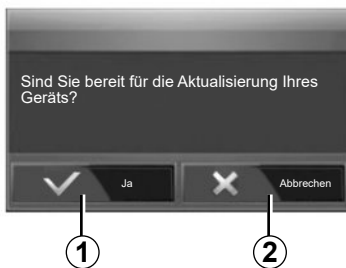 Sind Sie bereit für die Aktualisierung Ihres
Geräts?
Ja
Abbrechen
1
2